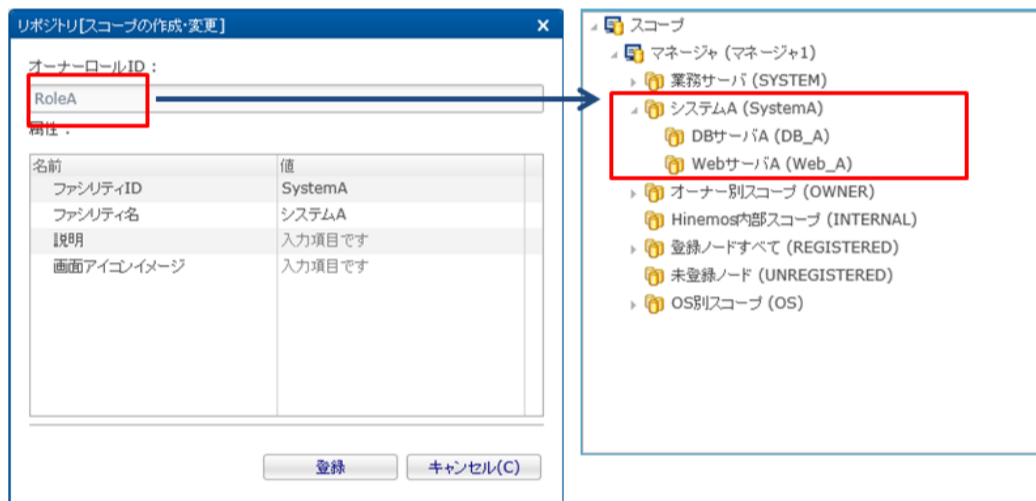 リポジトリ[スコープの作成・変更]
オーナーロールID：
RoleA
属性：
名前 値
ファシリティID SystemA
ファシリティ名 システムA
説明 入力項目です
画面アイコンイメージ 入力項目です
登録 キャンセル(C)
スコープ
マネージャ (マネージャ1)
業務サーバ (SYSTEM)
システムA (SystemA)
DBサーバA (DB_A)
WebサーバA (Web_A)
オーナー別スコープ (OWNER)
Hinemos内部スコープ (INTERNAL)
登録ノードすべて (REGISTERED)
未登録ノード (UNREGISTERED)
OS別スコープ (OS)